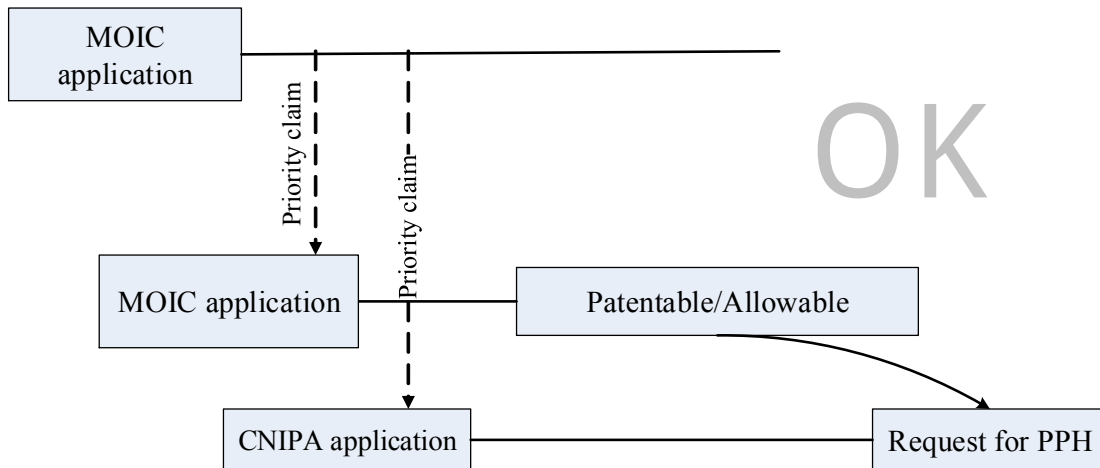 MOIC
application
OK
Priority claim
Priority claim
MOIC application
Patentable/Allowable
CNIPA application
Request for PPH